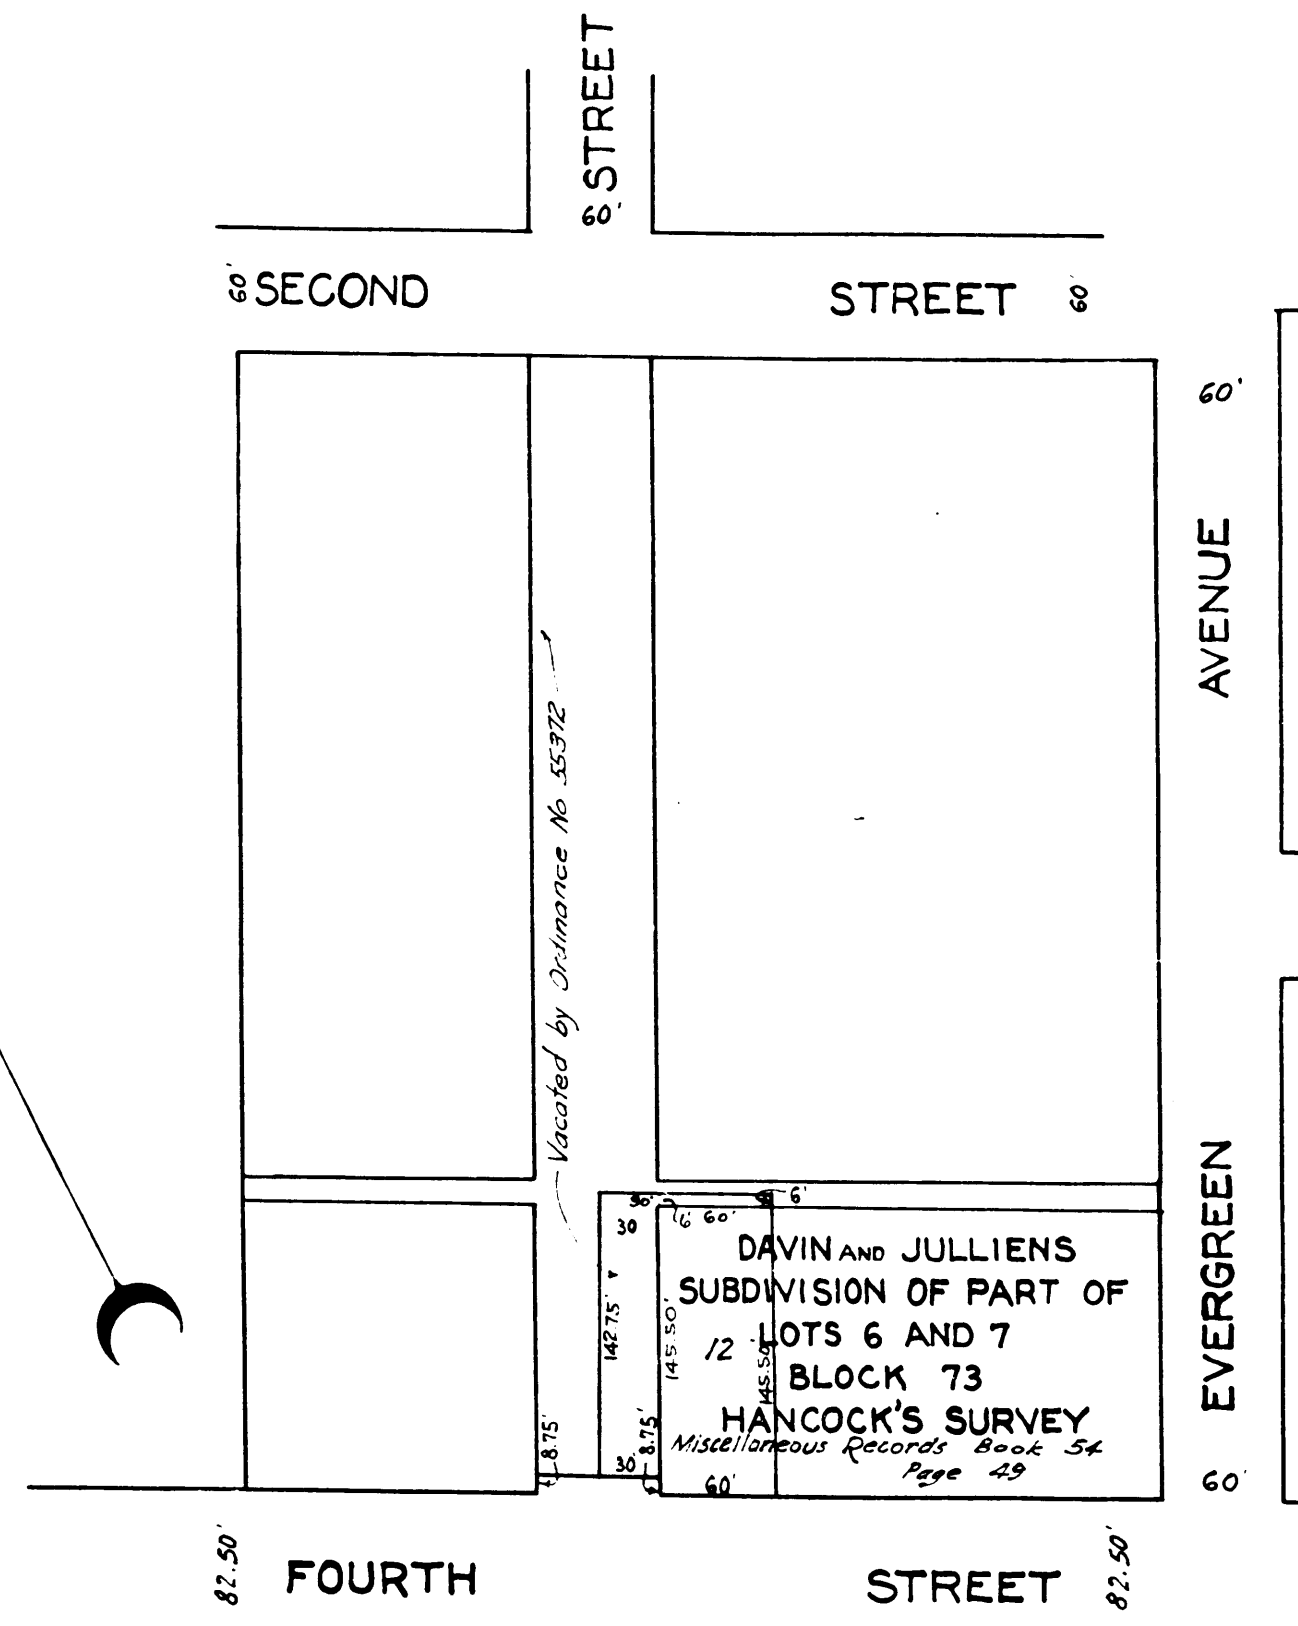 STREET
60'
60'
SECOND
STREET
60'
60'
AVENUE
Vacated by Ordinance No 55372
EVERGREEN
60'
6'
30'
6'
60'
30
142.75'
145.50'
145.50'
12
DAVIN AND JULLIENS
SUBDIVISION OF PART OF
LOTS 6 AND 7
BLOCK 73
HANCOCK'S SURVEY
Miscellaneous Records Book 54
Page 49
8.75'
8.75'
30'
60'
82.50'
FOURTH
STREET
82.50'